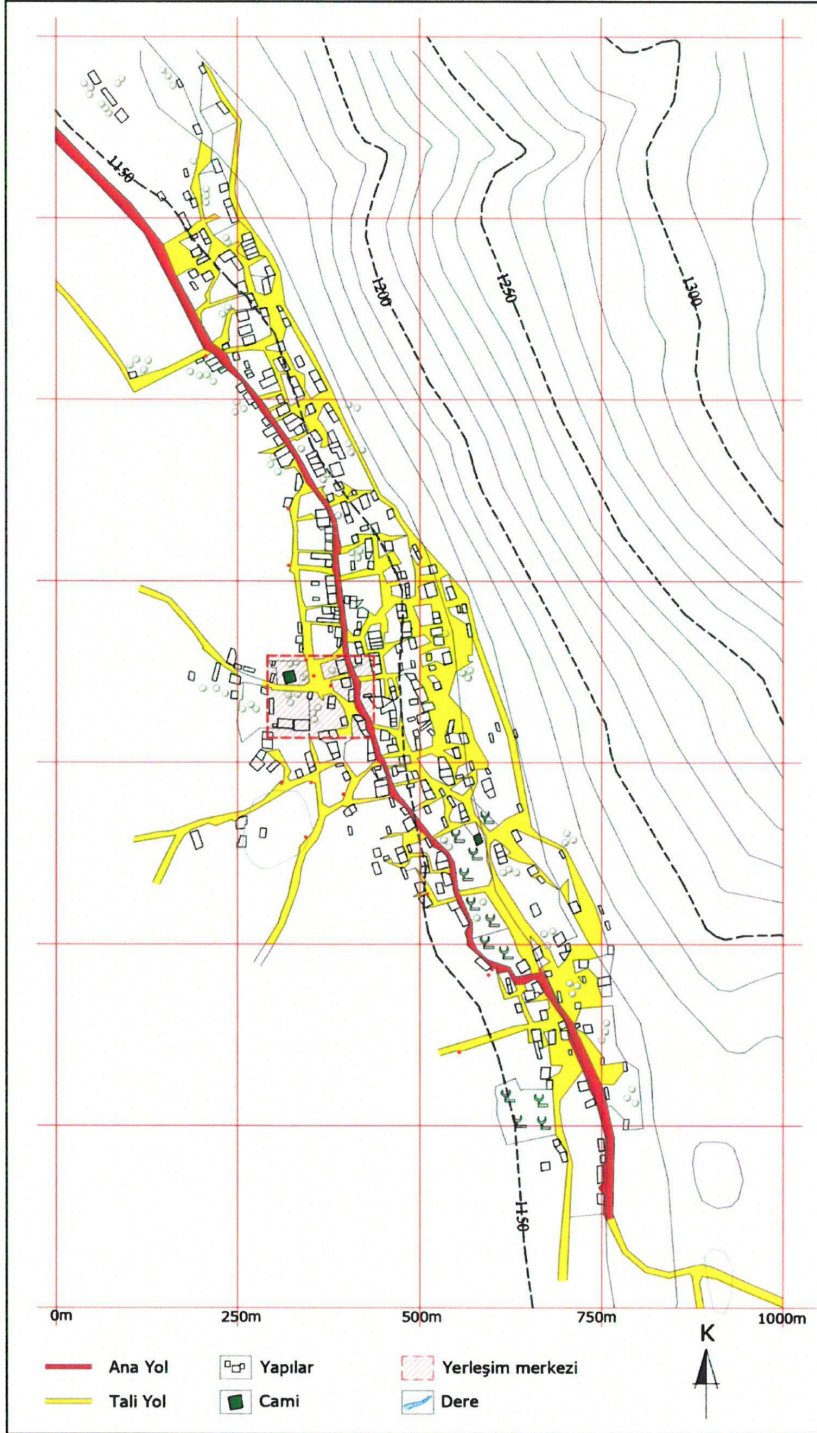 1150
1200
1250
1300
1150
0m 250m 500m 750m 1000m
K
Ana Yol Yapılar Yerleşim merkezi
Tali Yol Cami Dere